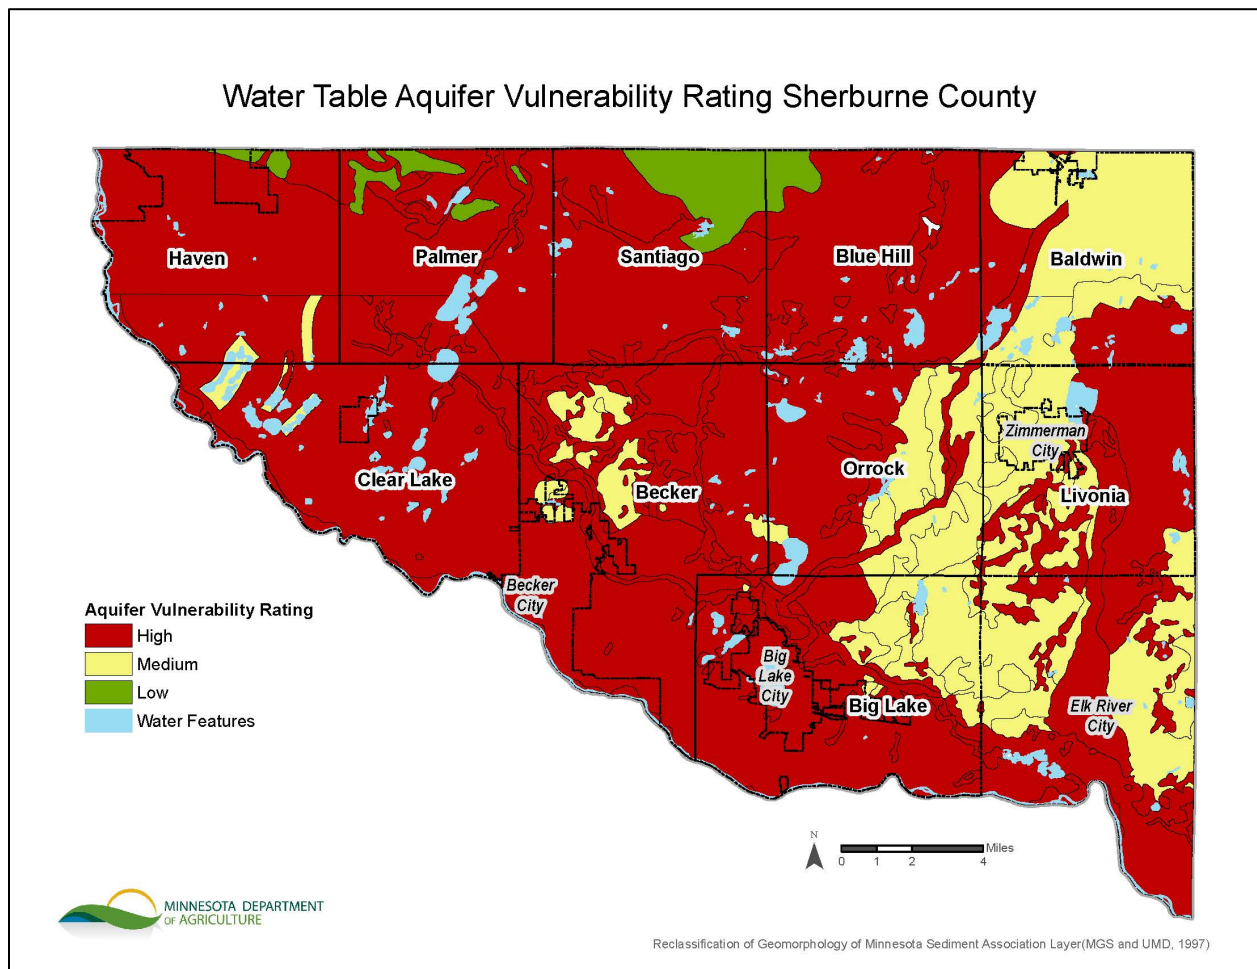 Water Table Aquifer Vulnerability Rating Sherburne County
Haven
Palmer
Santiago
Blue Hill
Baldwin
Zimmerman
City
Clear Lake
Becker
Orrock
Livonia
Becker
City
Aquifer Vulnerability Rating
High
Medium
Low
Water Features
Big
Lake
City
Big Lake
Elk River
City
N
Miles
0 1 2 4
MINNESOTA DEPARTMENT
OF AGRICULTURE
Reclassification of Geomorphology of Minnesota Sediment Association Layer(MGS and UMD, 1997)